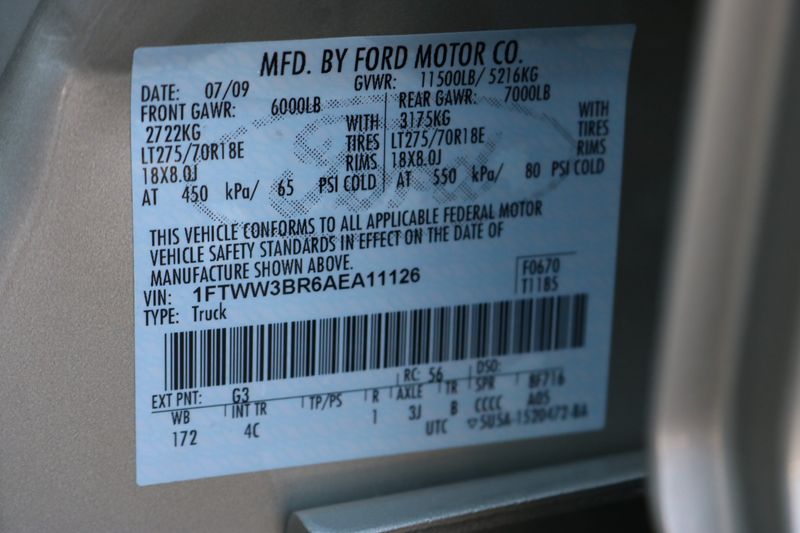 MFD. BY FORD MOTOR CO.
DATE: 07/09 GVWR: 11500LB/ 5216KG
FRONT GAWR: 6000LB REAR GAWR: 7000LB
2722KG WITH 3175KG WITH
LT275/70R18E TIRES LT275/70R18E TIRES
18X8.0J RIMS 18X8.0J RIMS
AT 450 kPa/ 65 PSI COLD AT 550 kPa/ 80 PSI COLD
THIS VEHICLE CONFORMS TO ALL APPLICABLE FEDERAL MOTOR
VEHICLE SAFETY STANDARDS IN EFFECT ON THE DATE OF
MANUFACTURE SHOWN ABOVE.
VIN: 1FTWW3BR6AEA11126 F0670
TYPE: Truck T1185
EXT PNT: G3 RC: 56 DSO:
WB INT TR TP/PS R AXLE TR SPR BF716
172 4C 1 3J B CCCC A05
UTC 5U5A-1520472-BA